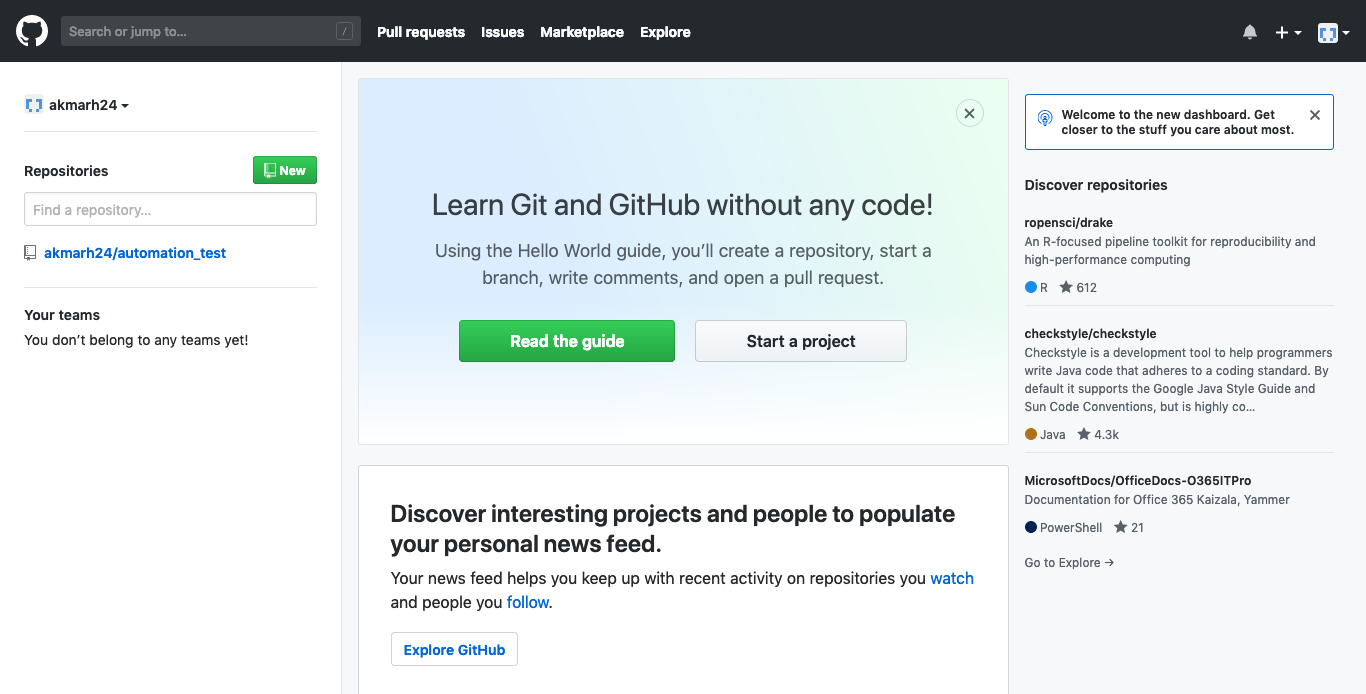 Search or jump to...
/
Pull requests
Issues
Marketplace
Explore
akmarh24
Repositories
New
Find a repository...
akmarh24/automation_test
Your teams
You don’t belong to any teams yet!
Learn Git and GitHub without any code!
Using the Hello World guide, you’ll create a repository, start a
branch, write comments, and open a pull request.
Read the guide
Start a project
Discover interesting projects and people to populate
your personal news feed.
Your news feed helps you keep up with recent activity on repositories you watch
and people you follow.
Explore GitHub
Welcome to the new dashboard. Get
closer to the stuff you care about most.
Discover repositories
ropensci/drake
An R-focused pipeline toolkit for reproducibility and
high-performance computing
R 612
checkstyle/checkstyle
Checkstyle is a development tool to help programmers
write Java code that adheres to a coding standard. By
default it supports the Google Java Style Guide and
Sun Code Conventions, but is highly co...
Java 4.3k
MicrosoftDocs/OfficeDocs-O365ITPro
Documentation for Office 365 Kaizala, Yammer
PowerShell 21
Go to Explore →